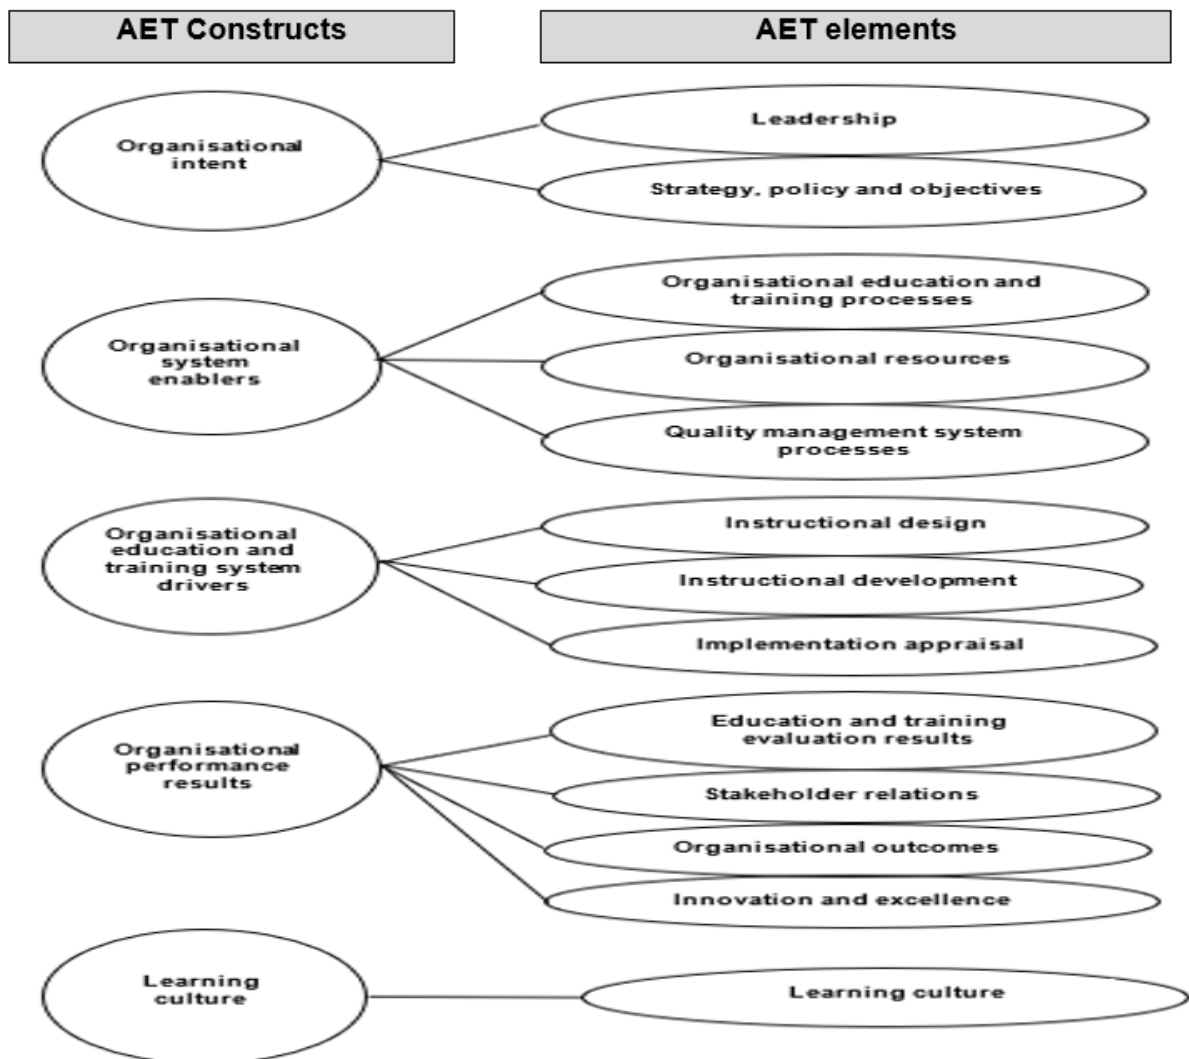 AET Constructs
AET elements
Organisational
intent
Leadership
Strategy, policy and objectives
Organisational
system
enablers
Organisational education and
training processes
Organisational resources
Quality management system
processes
Organisational
education and
training system
drivers
Instructional design
Instructional development
Implementation appraisal
Organisational
performance
results
Education and training
evaluation results
Stakeholder relations
Organisational outcomes
Innovation and excellence
Learning
culture
Learning culture